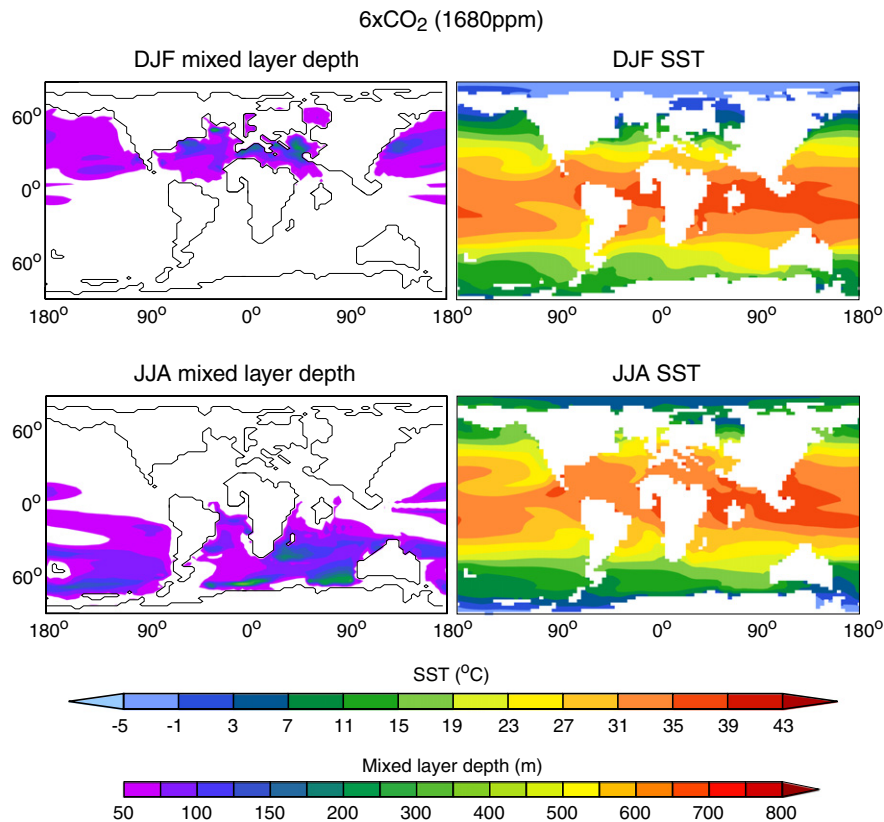 6xCO₂ (1680ppm)
DJF mixed layer depth
DJF SST
60°
0°
60°
180° 90° 0° 90° 180°
180° 90° 0° 90° 180°
JJA mixed layer depth
JJA SST
60°
0°
60°
180° 90° 0° 90° 180°
180° 90° 0° 90° 180°
SST (°C)
-5 -1 3 7 11 15 19 23 27 31 35 39 43
Mixed layer depth (m)
50 100 150 200 300 400 500 600 700 800